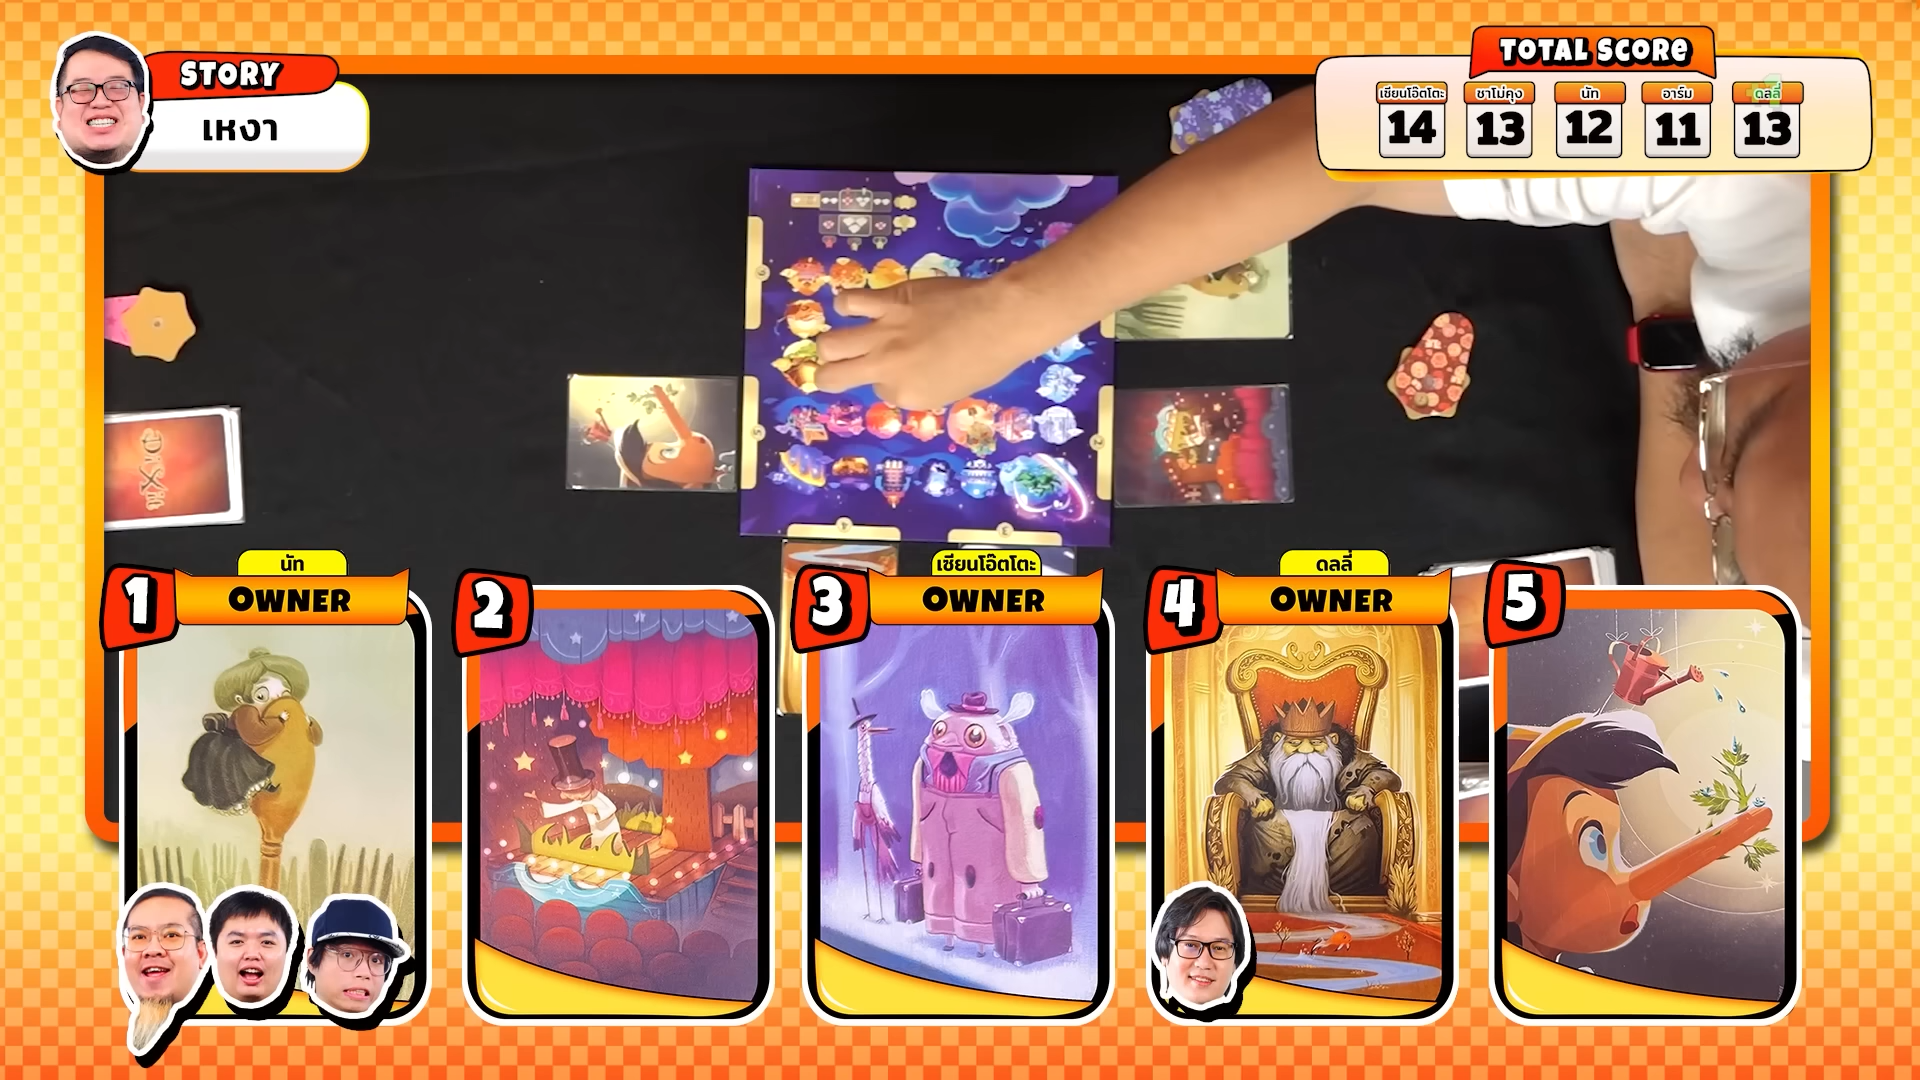 STORY
เหงา
TOTAL SCORE
เซียนโอ๊ตโตะ
ชาโม่คุง
นัท
อาร์ม
ดลลี่
14
13
12
11
13
DiXit
1
นัท
OWNER
2
3
เซียนโอ๊ตโตะ
OWNER
4
ดลลี่
OWNER
5